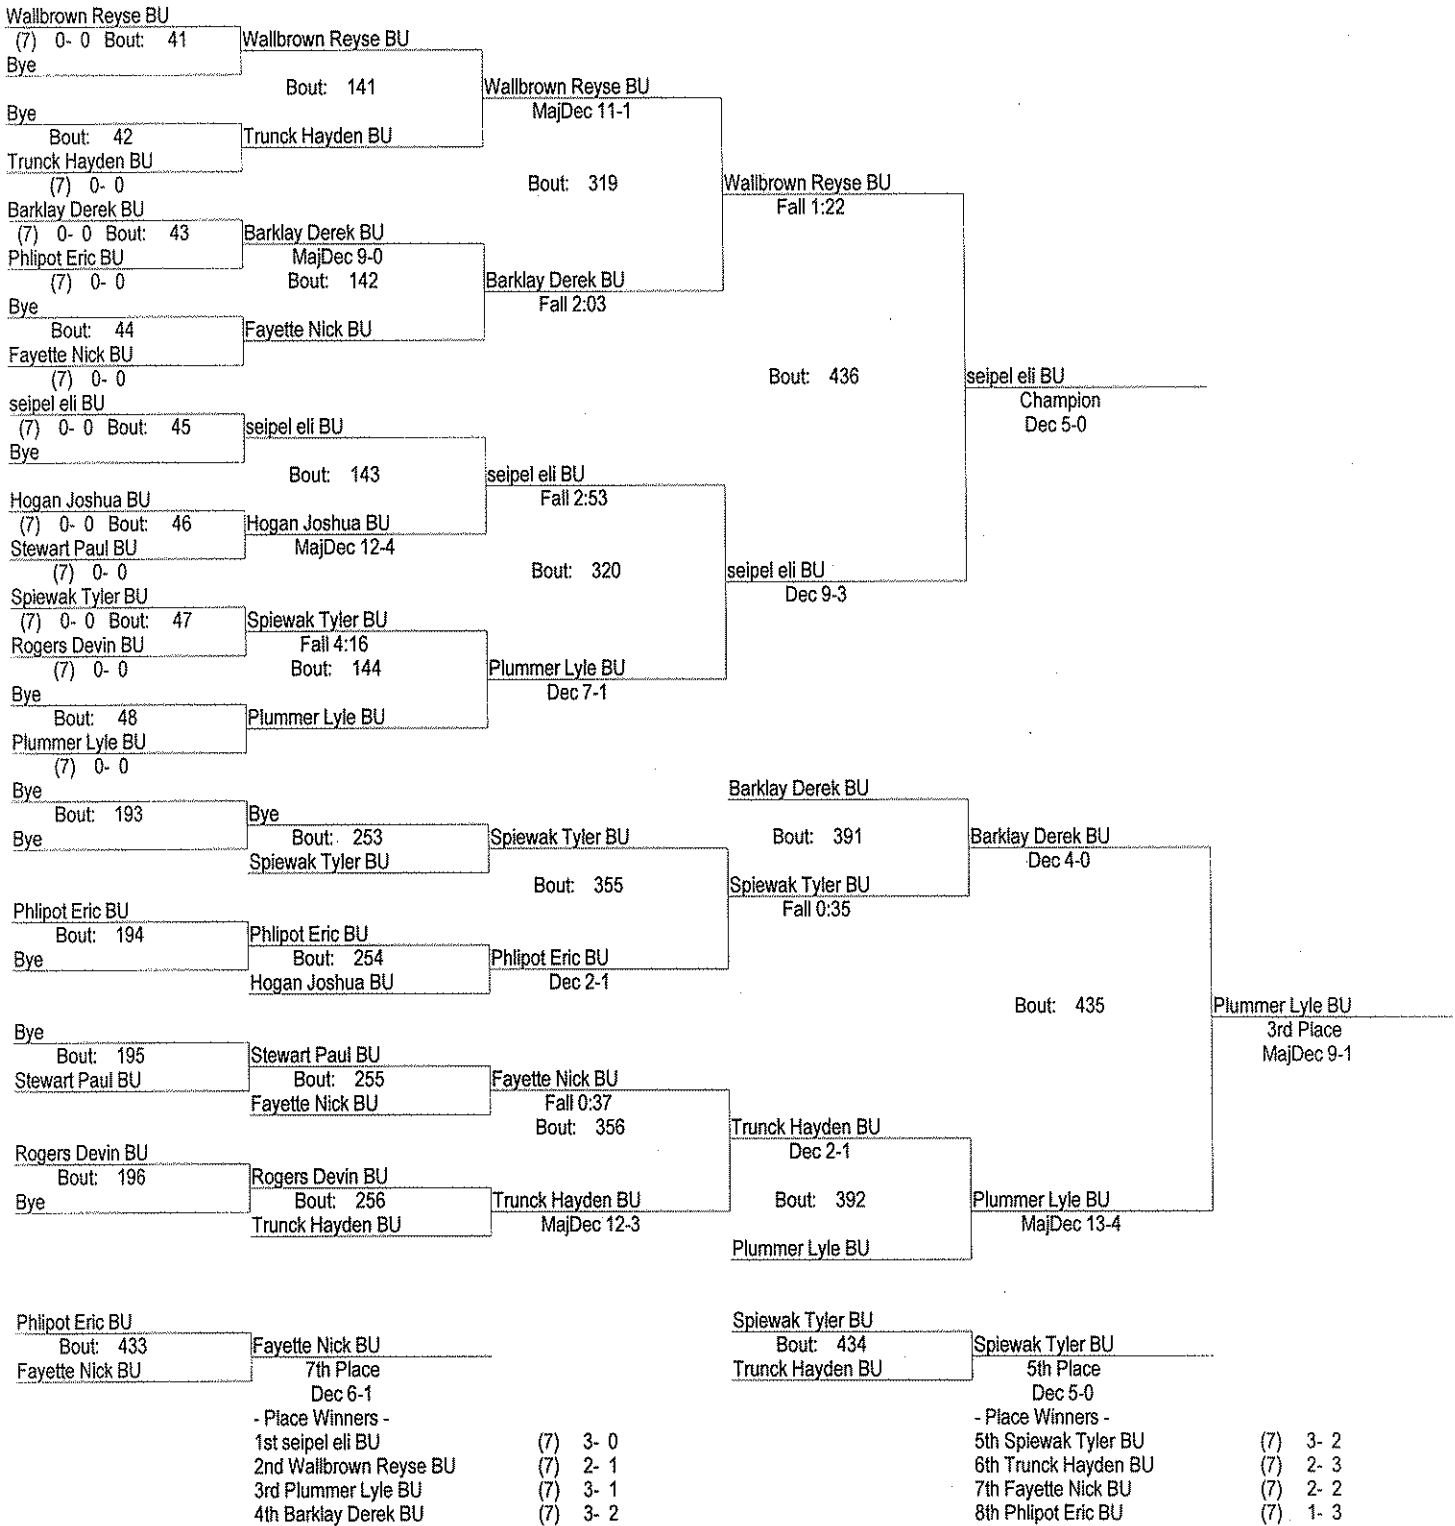 Wallbrown Reyse BU
(7) 0- 0 Bout: 41
Bye
Wallbrown Reyse BU
Bout: 141
Bye
Bout: 42
Trunck Hayden BU
(7) 0- 0
Trunck Hayden BU
Wallbrown Reyse BU
MajDec 11-1
Bout: 319
Barklay Derek BU
(7) 0- 0 Bout: 43
Phlipot Eric BU
(7) 0- 0
Barklay Derek BU
MajDec 9-0
Bout: 142
Bye
Bout: 44
Fayette Nick BU
(7) 0- 0
Fayette Nick BU
Barklay Derek BU
Fall 2:03
Wallbrown Reyse BU
Fall 1:22
Bout: 436
seipel eli BU
Champion
Dec 5-0
seipel eli BU
(7) 0- 0 Bout: 45
Bye
seipel eli BU
Bout: 143
Hogan Joshua BU
(7) 0- 0 Bout: 46
Stewart Paul BU
(7) 0- 0
Hogan Joshua BU
MajDec 12-4
seipel eli BU
Fall 2:53
Bout: 320
Spiewak Tyler BU
(7) 0- 0 Bout: 47
Rogers Devin BU
(7) 0- 0
Spiewak Tyler BU
Fall 4:16
Bout: 144
Bye
Bout: 48
Plummer Lyle BU
(7) 0- 0
Plummer Lyle BU
Plummer Lyle BU
Dec 7-1
seipel eli BU
Dec 9-3
Bye
Bout: 193
Bye
Bye
Bout: 253
Spiewak Tyler BU
Spiewak Tyler BU
Bout: 355
Phlipot Eric BU
Bout: 194
Bye
Phlipot Eric BU
Bout: 254
Hogan Joshua BU
Phlipot Eric BU
Dec 2-1
Barklay Derek BU
Bout: 391
Spiewak Tyler BU
Fall 0:35
Barklay Derek BU
Dec 4-0
Bout: 435
Plummer Lyle BU
3rd Place
MajDec 9-1
Bye
Bout: 195
Stewart Paul BU
Stewart Paul BU
Bout: 255
Fayette Nick BU
Fayette Nick BU
Fall 0:37
Bout: 356
Rogers Devin BU
Bout: 196
Bye
Rogers Devin BU
Bout: 256
Trunck Hayden BU
Trunck Hayden BU
MajDec 12-3
Trunck Hayden BU
Dec 2-1
Bout: 392
Plummer Lyle BU
Plummer Lyle BU
MajDec 13-4
Phlipot Eric BU
Bout: 433
Fayette Nick BU
Fayette Nick BU
7th Place
Dec 6-1
Spiewak Tyler BU
Bout: 434
Trunck Hayden BU
Spiewak Tyler BU
5th Place
Dec 5-0
- Place Winners -
1st seipel eli BU (7) 3- 0
2nd Wallbrown Reyse BU (7) 2- 1
3rd Plummer Lyle BU (7) 3- 1
4th Barklay Derek BU (7) 3- 2
- Place Winners -
5th Spiewak Tyler BU (7) 3- 2
6th Trunck Hayden BU (7) 2- 3
7th Fayette Nick BU (7) 2- 2
8th Phlipot Eric BU (7) 1- 3